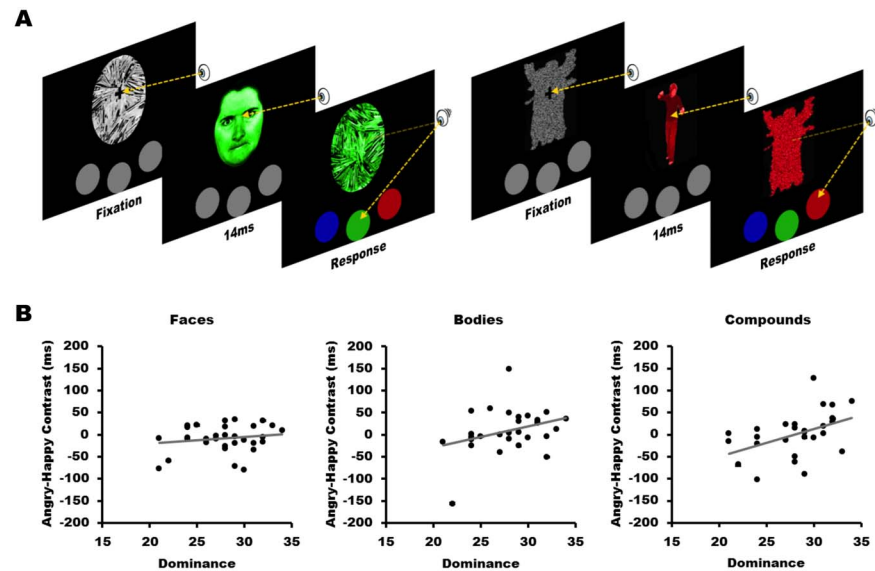 A
Fixation
14ms
Response
Fixation
14ms
Response
B
Faces
Angry-Happy Contrast (ms)
200
150
100
50
0
-50
-100
-150
-200
15 20 25 30 35
Dominance
Bodies
Angry-Happy Contrast (ms)
200
150
100
50
0
-50
-100
-150
-200
15 20 25 30 35
Dominance
Compounds
Angry-Happy Contrast (ms)
200
150
100
50
0
-50
-100
-150
-200
15 20 25 30 35
Dominance